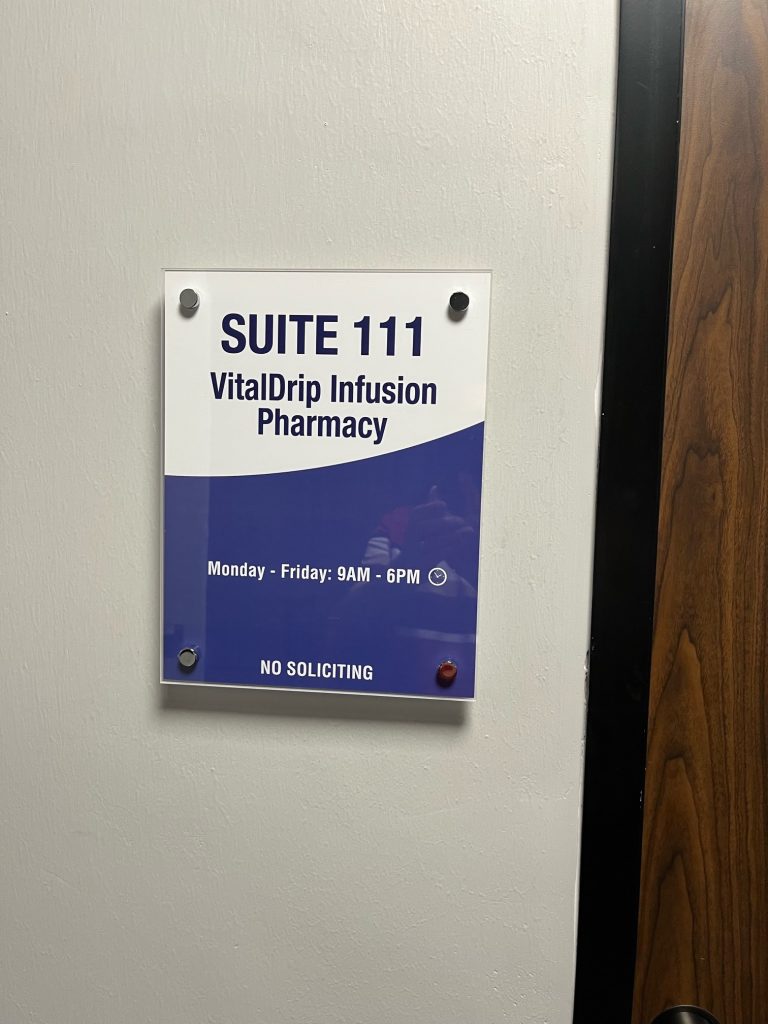 SUITE 111
VitalDrip Infusion
Pharmacy
Monday - Friday: 9AM - 6PM
NO SOLICITING